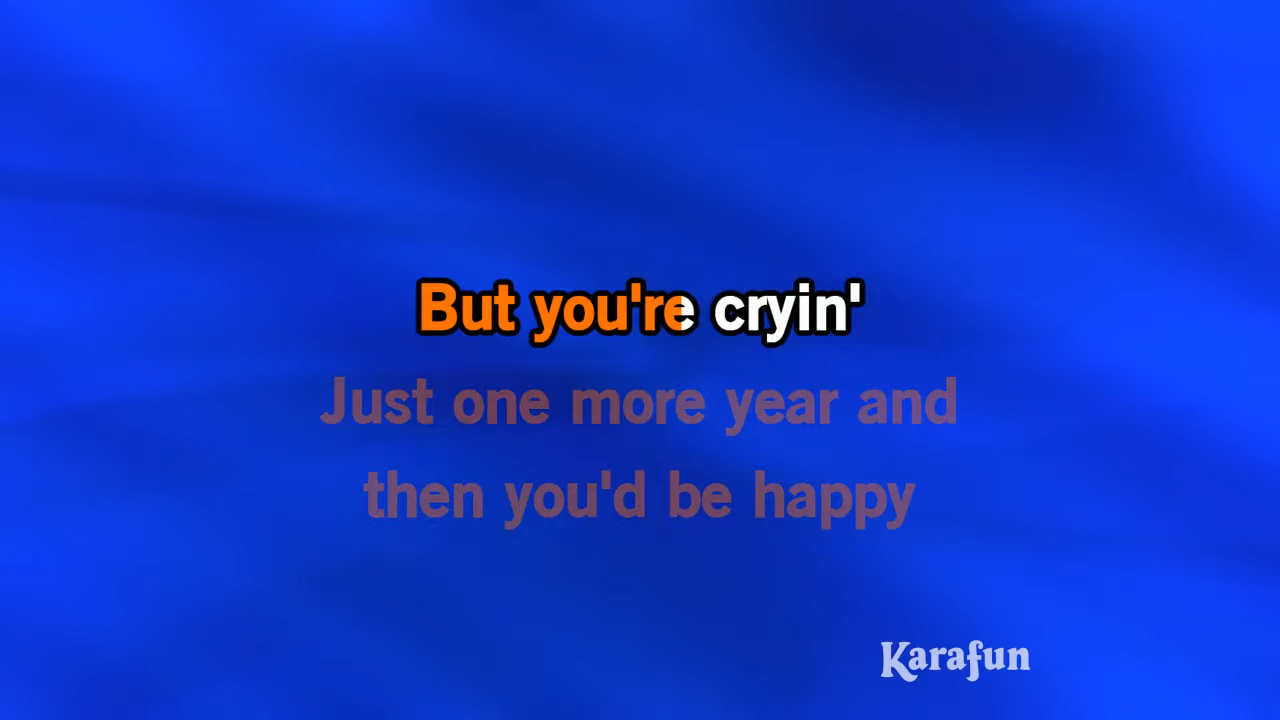 But you're cryin'
Just one more year and
then you'd be happy
Karafun